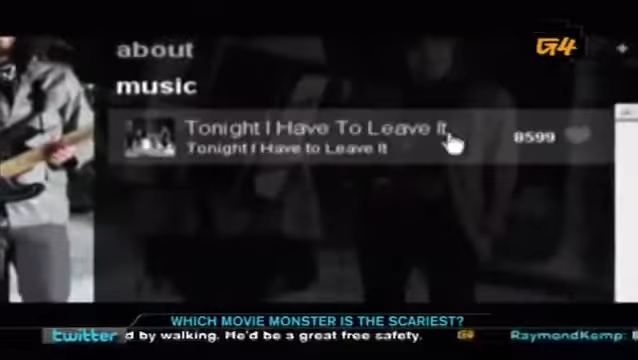 about
G4
music
Tonight I Have To Leave It
Tonight I Have to Leave It
8599
WHICH MOVIE MONSTER IS THE SCARIEST?
twitter d by walking. He'd be a great free safety. G4 RaymondKemp: